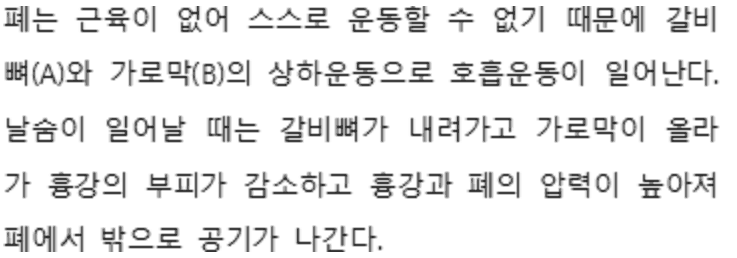 폐는 근육이 없어 스스로 운동할 수 없기 때문에 갈비
뼈(A)와 가로막(B)의 상하운동으로 호흡운동이 일어난다.
날숨이 일어날 때는 갈비뼈가 내려가고 가로막이 올라
가 흉강의 부피가 감소하고 흉강과 폐의 압력이 높아져
폐에서 밖으로 공기가 나간다.